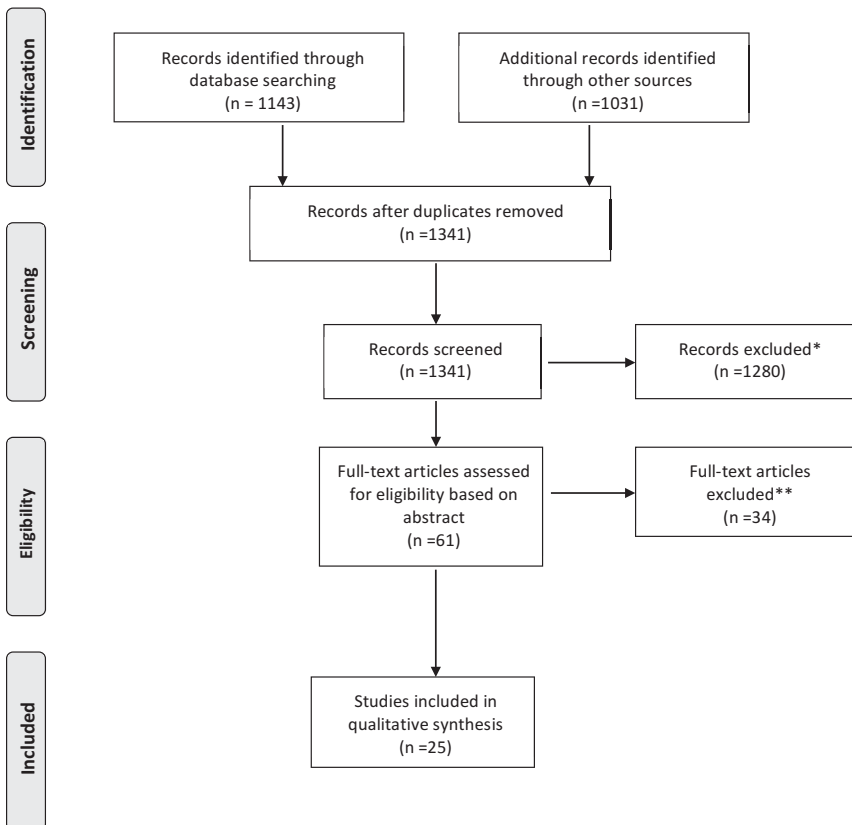 Identification
Records identified through
database searching
(n = 1143)
Additional records identified
through other sources
(n =1031)
Records after duplicates removed
(n =1341)
Screening
Records screened
(n =1341)
Records excluded*
(n =1280)
Eligibility
Full-text articles assessed
for eligibility based on
abstract
(n =61)
Full-text articles
excluded**
(n =34)
Included
Studies included in
qualitative synthesis
(n =25)